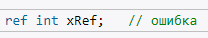 ref int xRef;   // ошибка